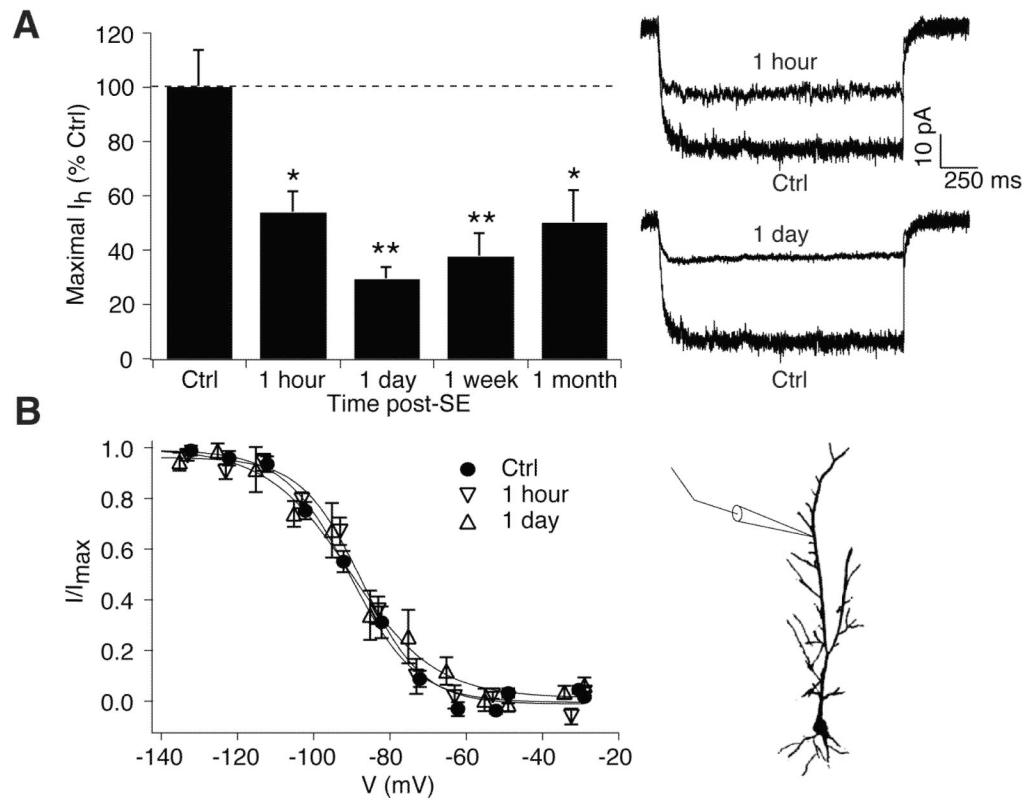 A
Maximal Ih (% Ctrl)
120
100
80
60
40
20
0
*
**
**
*
Ctrl
1 hour
1 day
1 week
1 month
Time post-SE
1 hour
Ctrl
10 pA
250 ms
1 day
Ctrl
B
I/Imax
1.0
0.8
0.6
0.4
0.2
0.0
Ctrl
1 hour
1 day
-140
-120
-100
-80
-60
-40
-20
V (mV)